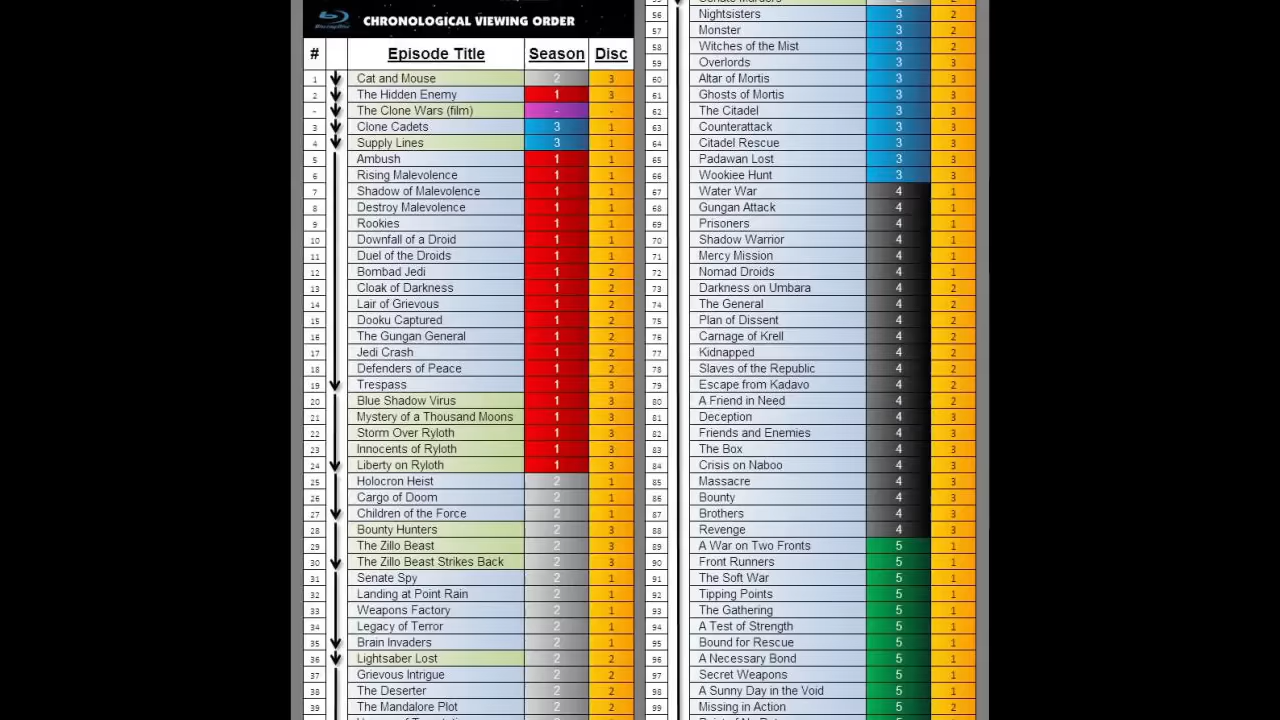 Blu-ray Disc
CHRONOLOGICAL VIEWING ORDER
# Episode Title Season Disc
1 Cat and Mouse 2 3
2 The Hidden Enemy 1 3
- The Clone Wars (film) - -
3 Clone Cadets 3 1
4 Supply Lines 3 1
5 Ambush 1 1
6 Rising Malevolence 1 1
7 Shadow of Malevolence 1 1
8 Destroy Malevolence 1 1
9 Rookies 1 1
10 Downfall of a Droid 1 1
11 Duel of the Droids 1 1
12 Bombad Jedi 1 2
13 Cloak of Darkness 1 2
14 Lair of Grievous 1 2
15 Dooku Captured 1 2
16 The Gungan General 1 2
17 Jedi Crash 1 2
18 Defenders of Peace 1 2
19 Trespass 1 3
20 Blue Shadow Virus 1 3
21 Mystery of a Thousand Moons 1 3
22 Storm Over Ryloth 1 3
23 Innocents of Ryloth 1 3
24 Liberty on Ryloth 1 3
25 Holocron Heist 2 1
26 Cargo of Doom 2 1
27 Children of the Force 2 1
28 Bounty Hunters 2 3
29 The Zillo Beast 2 3
30 The Zillo Beast Strikes Back 2 3
31 Senate Spy 2 1
32 Landing at Point Rain 2 1
33 Weapons Factory 2 1
34 Legacy of Terror 2 1
35 Brain Invaders 2 1
36 Lightsaber Lost 2 2
37 Grievous Intrigue 2 2
38 The Deserter 2 2
39 The Mandalore Plot 2 2
56 Nightsisters 3 2
57 Monster 3 2
58 Witches of the Mist 3 2
59 Overlords 3 3
60 Altar of Mortis 3 3
61 Ghosts of Mortis 3 3
62 The Citadel 3 3
63 Counterattack 3 3
64 Citadel Rescue 3 3
65 Padawan Lost 3 3
66 Wookiee Hunt 3 3
67 Water War 4 1
68 Gungan Attack 4 1
69 Prisoners 4 1
70 Shadow Warrior 4 1
71 Mercy Mission 4 1
72 Nomad Droids 4 1
73 Darkness on Umbara 4 2
74 The General 4 2
75 Plan of Dissent 4 2
76 Carnage of Krell 4 2
77 Kidnapped 4 2
78 Slaves of the Republic 4 2
79 Escape from Kadavo 4 2
80 A Friend in Need 4 2
81 Deception 4 3
82 Friends and Enemies 4 3
83 The Box 4 3
84 Crisis on Naboo 4 3
85 Massacre 4 3
86 Bounty 4 3
87 Brothers 4 3
88 Revenge 4 3
89 A War on Two Fronts 5 1
90 Front Runners 5 1
91 The Soft War 5 1
92 Tipping Points 5 1
93 The Gathering 5 1
94 A Test of Strength 5 1
95 Bound for Rescue 5 1
96 A Necessary Bond 5 1
97 Secret Weapons 5 1
98 A Sunny Day in the Void 5 1
99 Missing in Action 5 2